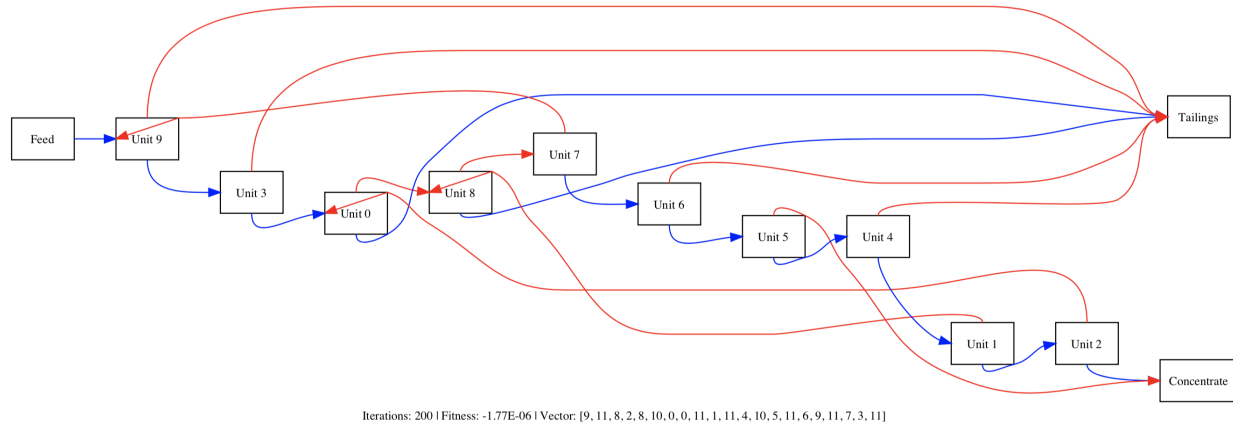 Feed
Unit 9
Unit 3
Unit 0
Unit 8
Unit 7
Unit 6
Unit 5
Unit 4
Unit 1
Unit 2
Tailings
Concentrate
Iterations: 200 | Fitness: -1.77E-06 | Vector: [9, 11, 8, 2, 8, 10, 0, 0, 11, 1, 11, 4, 10, 5, 11, 6, 9, 11, 7, 3, 11]